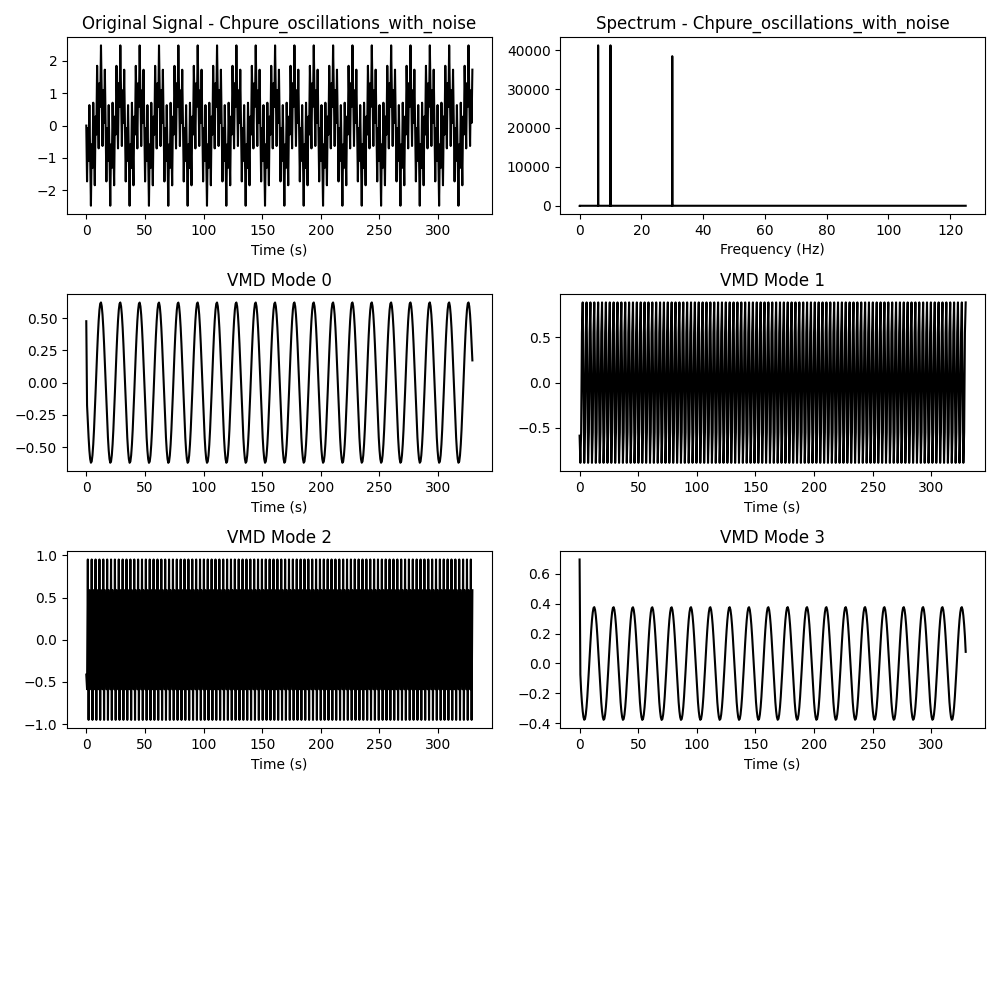 Original Signal - Chpure_oscillations_with_noise
2
1
0
−1
−2
0 50 100 150 200 250 300
Time (s)
Spectrum - Chpure_oscillations_with_noise
40000
30000
20000
10000
0
0 20 40 60 80 100 120
Frequency (Hz)
VMD Mode 0
0.50
0.25
0.00
−0.25
−0.50
0 50 100 150 200 250 300
Time (s)
VMD Mode 1
0.5
0.0
−0.5
0 50 100 150 200 250 300
Time (s)
VMD Mode 2
1.0
0.5
0.0
−0.5
−1.0
0 50 100 150 200 250 300
Time (s)
VMD Mode 3
0.6
0.4
0.2
0.0
−0.2
−0.4
0 50 100 150 200 250 300
Time (s)